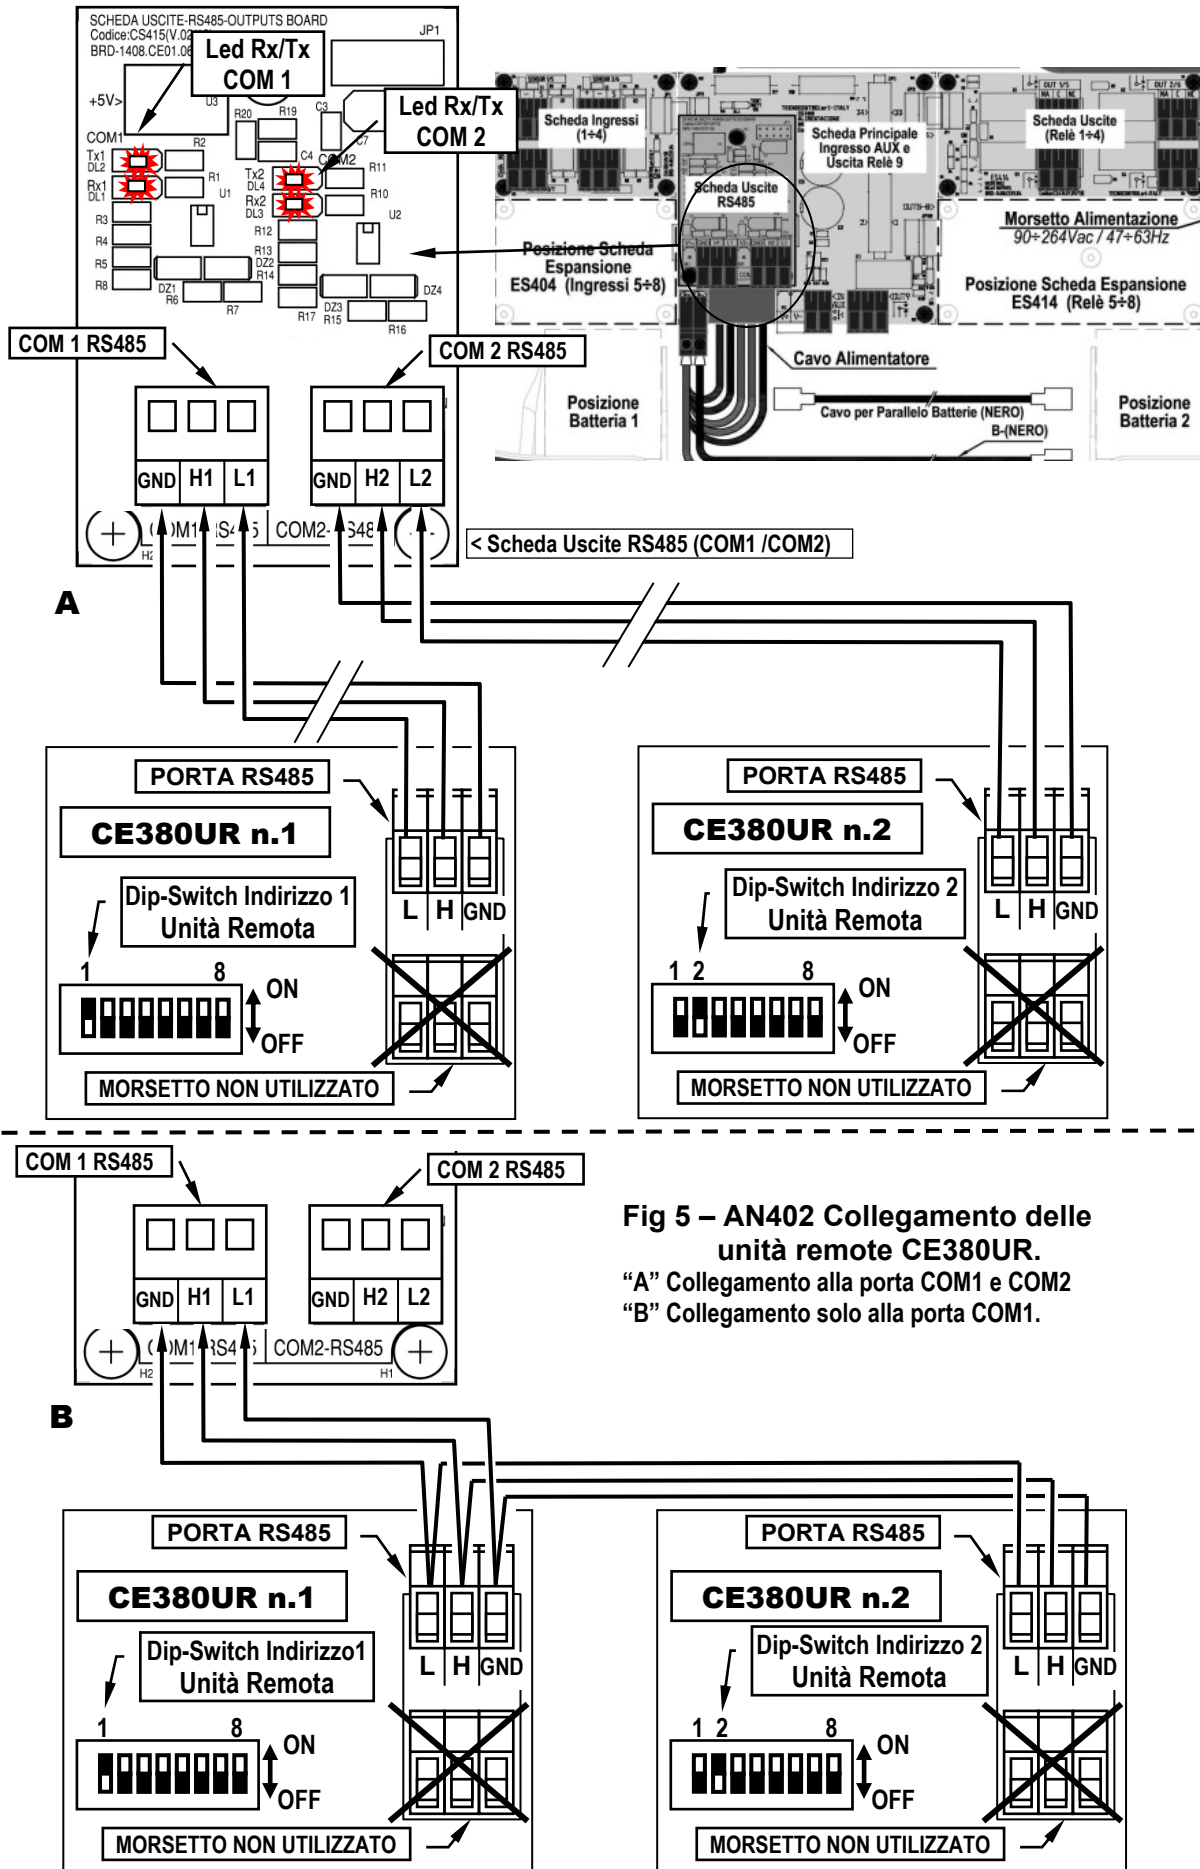 SCHEDA USCITE-RS485-OUTPUTS BOARD
Codice:CS415(V.02
BRD-1408.CE01.06
JP1
Led Rx/Tx
COM 1
Led Rx/Tx
COM 2
+5V>
U3
COM1
R20
R19
C3
C7
C4
COM2
Tx1
DL2
R2
Rx1
DL1
R1
U1
Tx2
DL4
R11
Rx2
DL3
R10
U2
R3
R4
R5
R8
R12
R13
DZ2
R14
R17
DZ1
R6
R7
DZ3
R15
DZ4
R16
Scheda Ingressi
(1÷4)
Scheda Principale
Ingresso AUX e
Uscita Relè 9
Scheda Uscite
(Relè 1÷4)
Scheda Uscite
RS485
Morsetto Alimentazione
90÷264Vac / 47÷63Hz
Posizione Scheda
Espansione
ES404 (Ingressi 5÷8)
Posizione Scheda Espansione
ES414 (Relè 5÷8)
Cavo Alimentatore
Posizione
Batteria 1
Cavo per Parallelo Batterie (NERO)
B-(NERO)
Posizione
Batteria 2
COM 1 RS485
COM 2 RS485
GND H1 L1
GND H2 L2
H2
< Scheda Uscite RS485 (COM1 /COM2)
A
PORTA RS485
CE380UR n.1
Dip-Switch Indirizzo 1
Unità Remota
L H GND
1 8
ON
OFF
MORSETTO NON UTILIZZATO
PORTA RS485
CE380UR n.2
Dip-Switch Indirizzo 2
Unità Remota
L H GND
1 2 8
ON
OFF
MORSETTO NON UTILIZZATO
COM 1 RS485
COM 2 RS485
GND H1 L1
GND H2 L2
COM2-RS485
H2
H1
Fig 5 – AN402 Collegamento delle
unità remote CE380UR.
“A” Collegamento alla porta COM1 e COM2
“B” Collegamento solo alla porta COM1.
B
PORTA RS485
CE380UR n.1
Dip-Switch Indirizzo1
Unità Remota
L H GND
1 8
ON
OFF
MORSETTO NON UTILIZZATO
PORTA RS485
CE380UR n.2
Dip-Switch Indirizzo 2
Unità Remota
L H GND
1 2 8
ON
OFF
MORSETTO NON UTILIZZATO